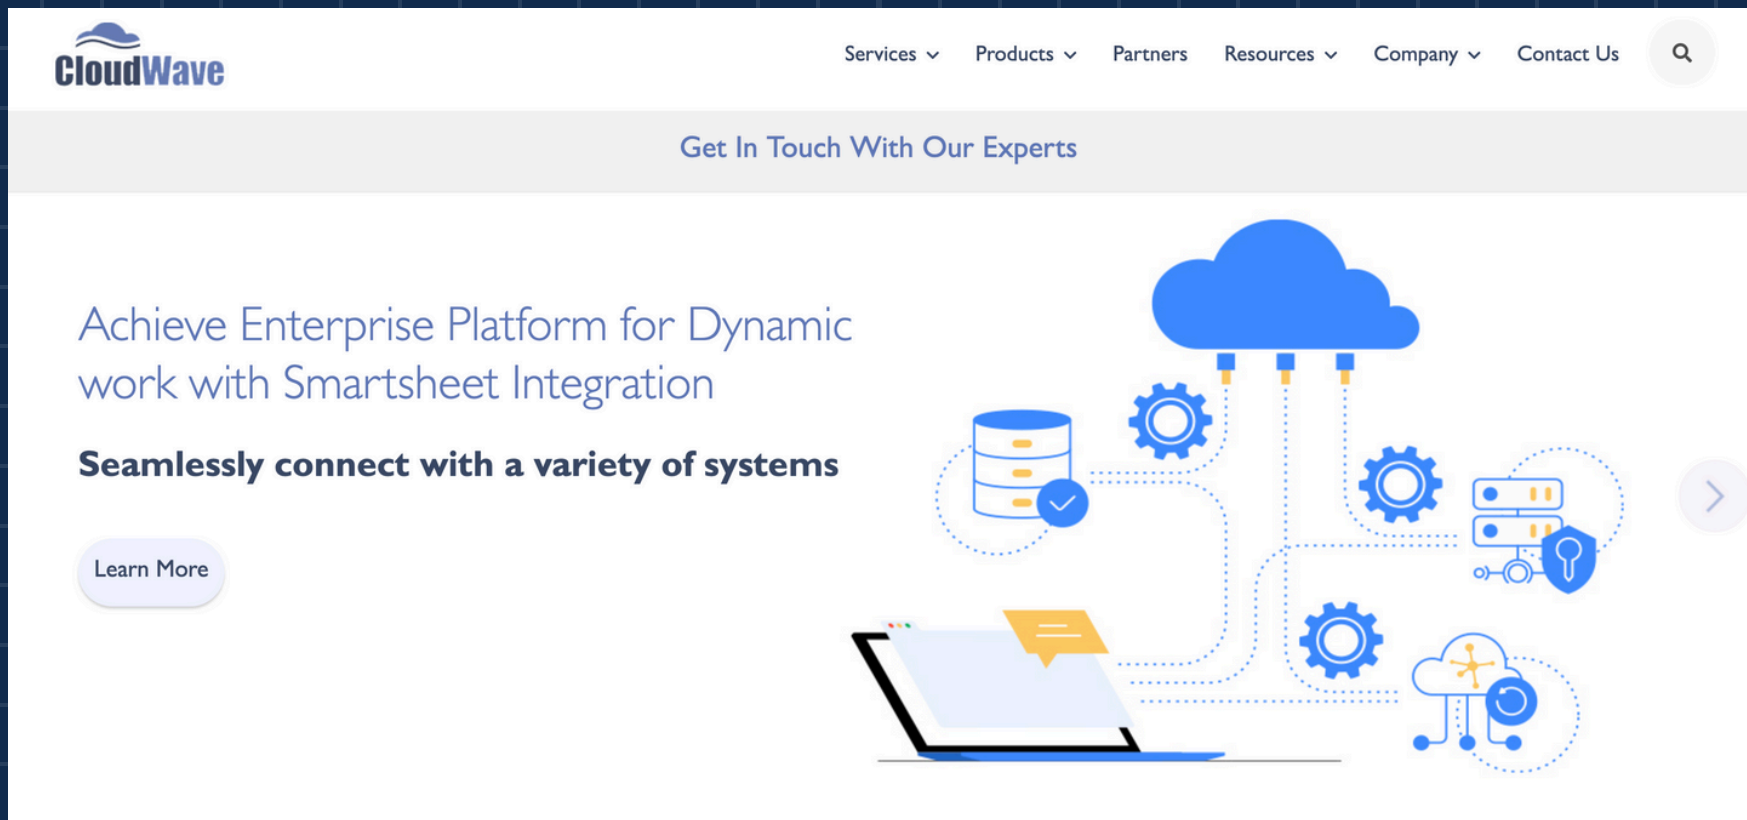 CloudWave
Services
Products
Partners
Resources
Company
Contact Us
Get In Touch With Our Experts
Achieve Enterprise Platform for Dynamic
work with Smartsheet Integration
Seamlessly connect with a variety of systems
Learn More